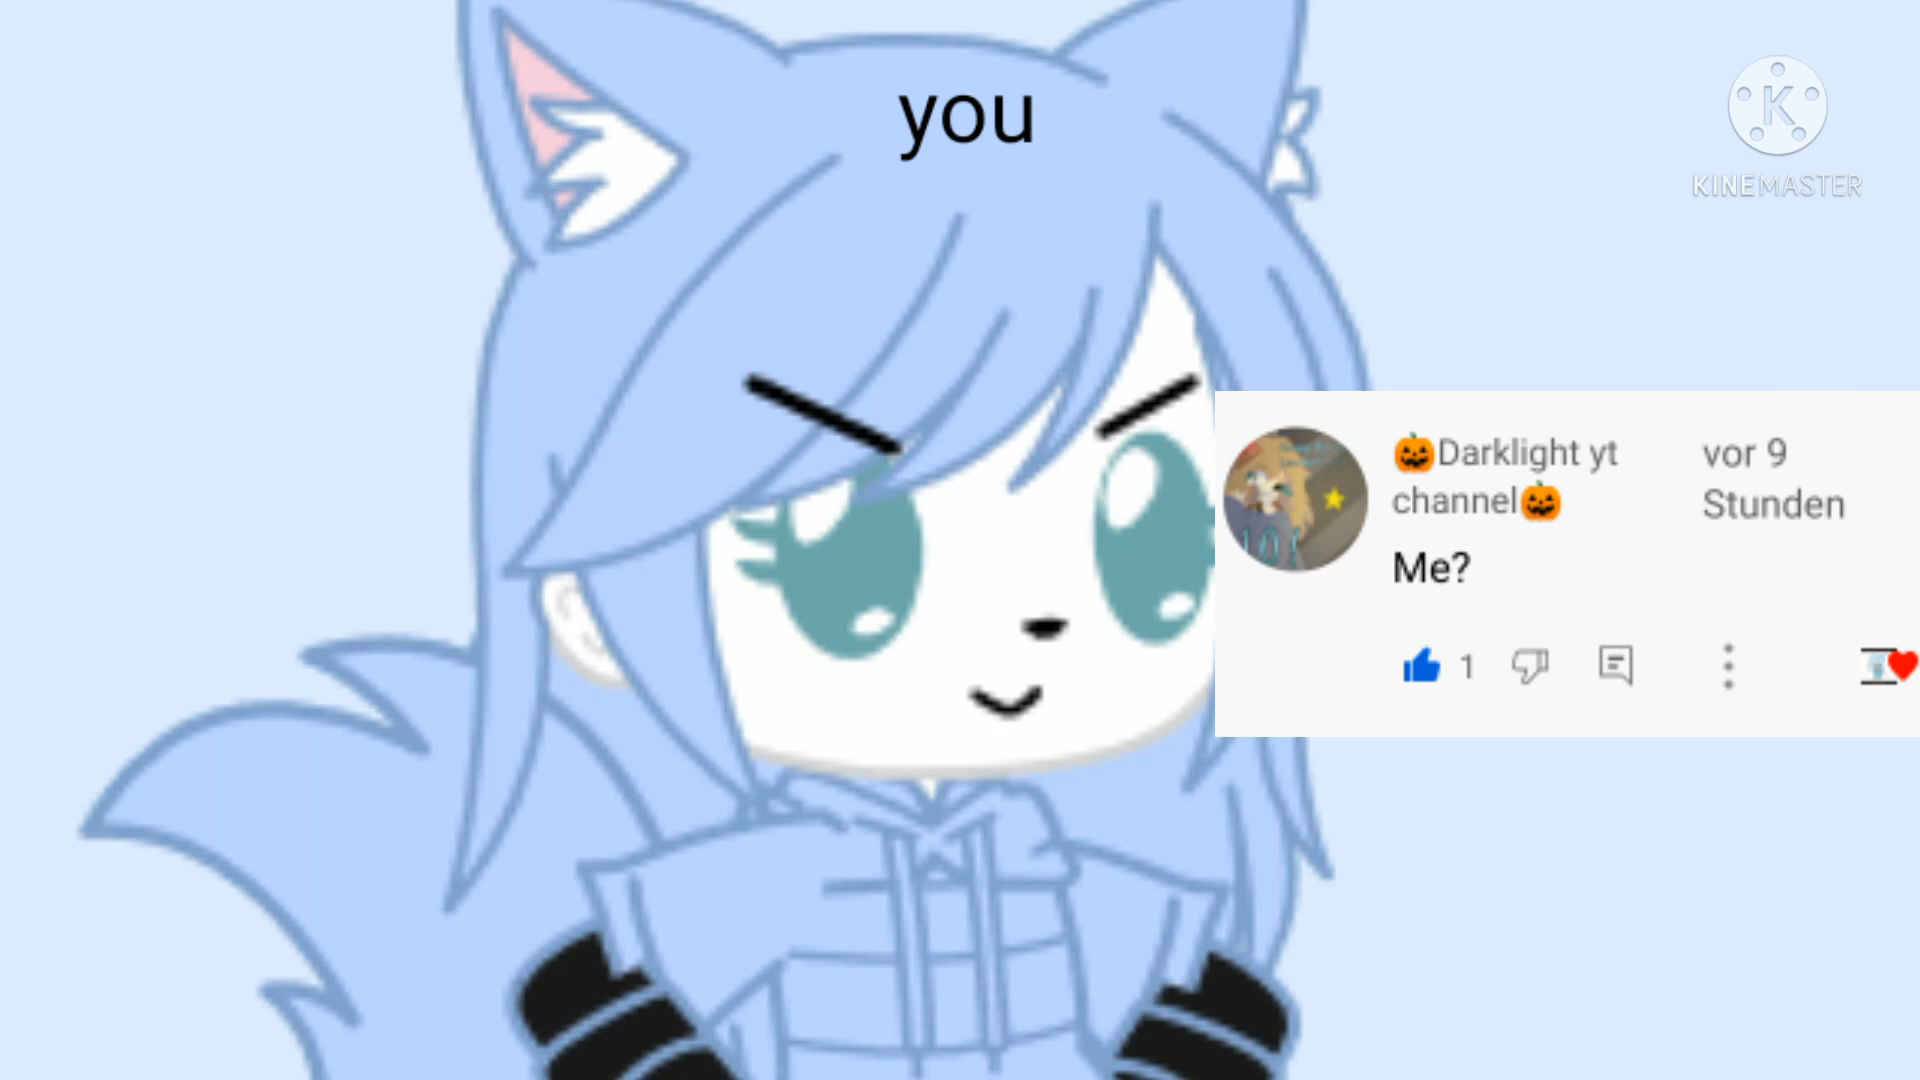 you
KINEMASTER
🎃Darklight yt
channel🎃
vor 9
Stunden
Me?
1